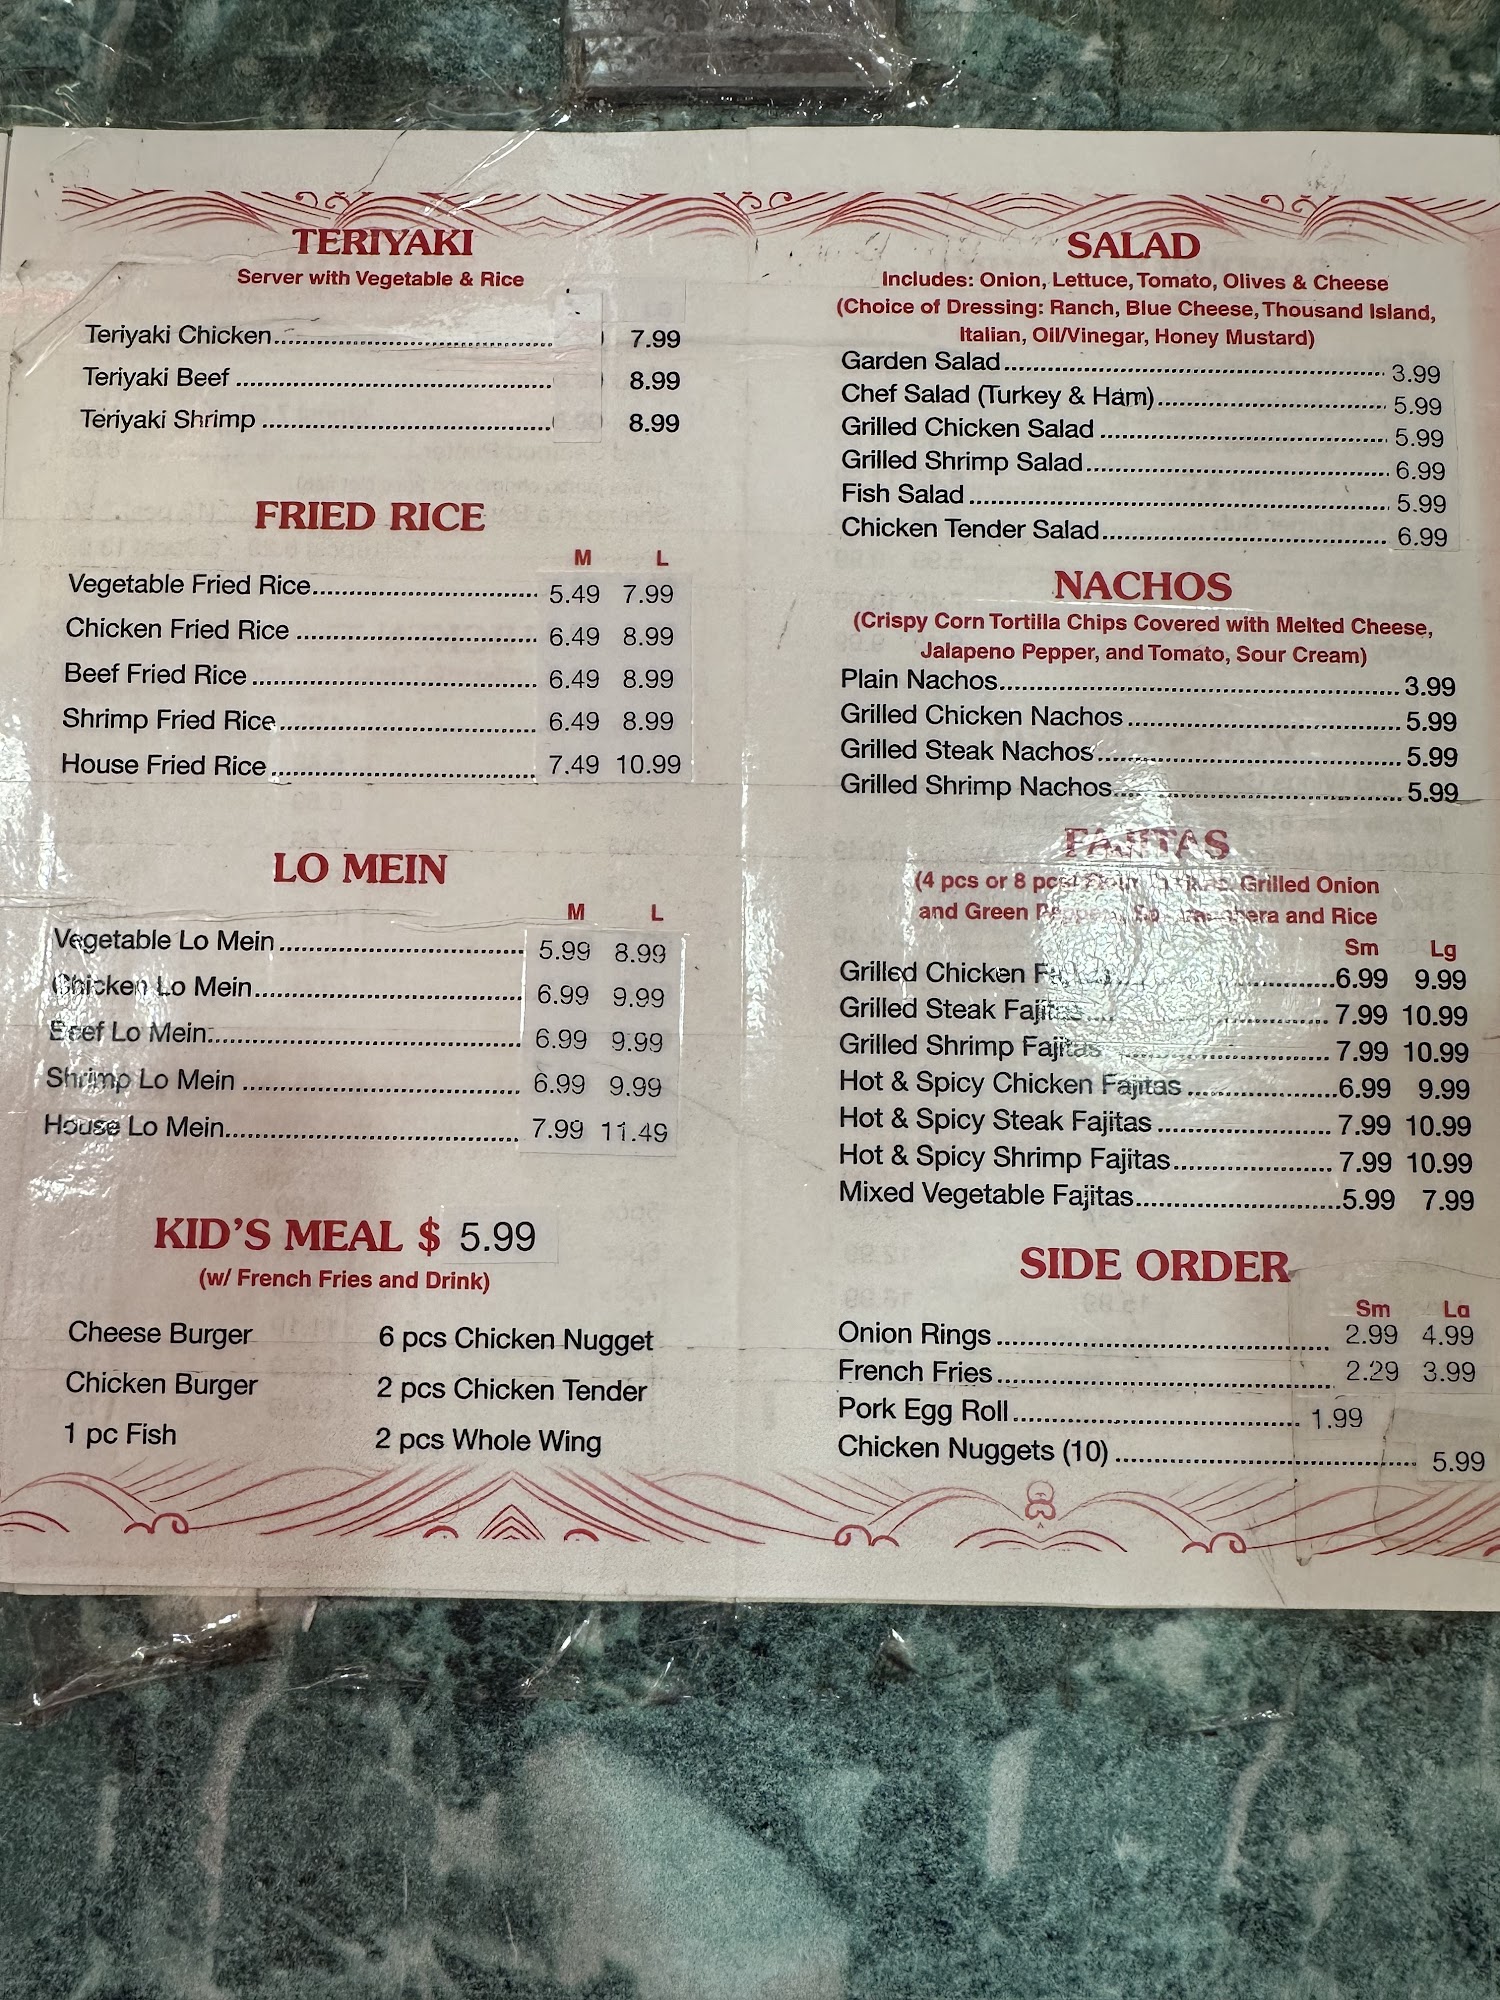 TERIYAKI
Server with Vegetable & Rice
Teriyaki Chicken 7.99
Teriyaki Beef 8.99
Teriyaki Shrimp 8.99
FRIED RICE
M L
Vegetable Fried Rice 5.49 7.99
Chicken Fried Rice 6.49 8.99
Beef Fried Rice 6.49 8.99
Shrimp Fried Rice 6.49 8.99
House Fried Rice 7.49 10.99
LO MEIN
M L
Vegetable Lo Mein 5.99 8.99
Chicken Lo Mein 6.99 9.99
Beef Lo Mein 6.99 9.99
Shrimp Lo Mein 6.99 9.99
House Lo Mein 7.99 11.49
KID'S MEAL $ 5.99
(w/ French Fries and Drink)
Cheese Burger 6 pcs Chicken Nugget
Chicken Burger 2 pcs Chicken Tender
1 pc Fish 2 pcs Whole Wing
SALAD
Includes: Onion, Lettuce, Tomato, Olives & Cheese
(Choice of Dressing: Ranch, Blue Cheese, Thousand Island,
Italian, Oil/Vinegar, Honey Mustard)
Garden Salad 3.99
Chef Salad (Turkey & Ham) 5.99
Grilled Chicken Salad 5.99
Grilled Shrimp Salad 6.99
Fish Salad 5.99
Chicken Tender Salad 6.99
NACHOS
(Crispy Corn Tortilla Chips Covered with Melted Cheese,
Jalapeno Pepper, and Tomato, Sour Cream)
Plain Nachos 3.99
Grilled Chicken Nachos 5.99
Grilled Steak Nachos 5.99
Grilled Shrimp Nachos 5.99
FAJITAS
(4 pcs or 8 pcs Grilled Onion
and Green Peppers, and Rice
Sm Lg
Grilled Chicken Fajitas 6.99 9.99
Grilled Steak Fajitas 7.99 10.99
Grilled Shrimp Fajitas 7.99 10.99
Hot & Spicy Chicken Fajitas 6.99 9.99
Hot & Spicy Steak Fajitas 7.99 10.99
Hot & Spicy Shrimp Fajitas 7.99 10.99
Mixed Vegetable Fajitas 5.99 7.99
SIDE ORDER
Sm La
Onion Rings 2.99 4.99
French Fries 2.29 3.99
Pork Egg Roll 1.99
Chicken Nuggets (10) 5.99